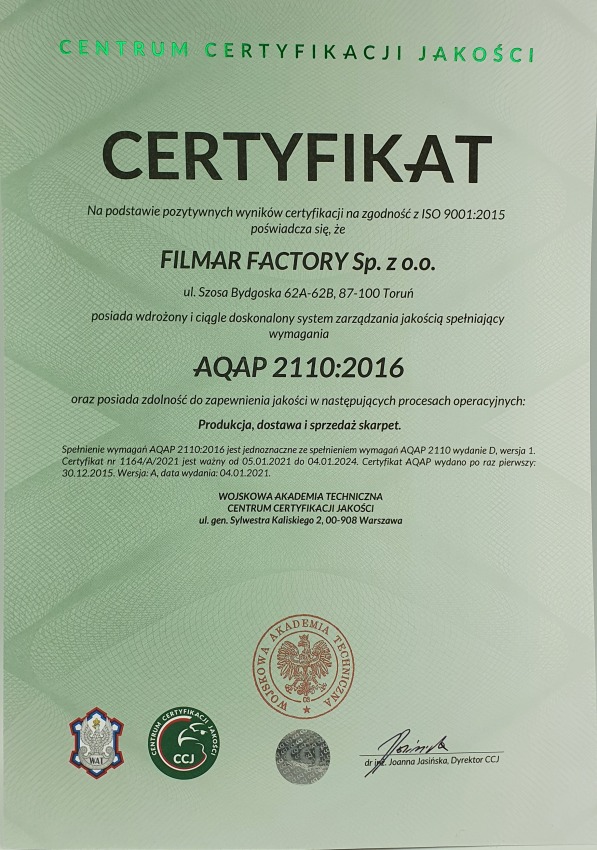 CENTRUM CERTYFIKACJI JAKOŚCI
CERTYFIKAT
Na podstawie pozytywnych wyników certyfikacji na zgodność z ISO 9001:2015
poświadcza się, że
FILMAR FACTORY Sp. z o.o.
ul. Szosa Bydgoska 62A-62B, 87-100 Toruń
posiada wdrożony i ciągle doskonalony system zarządzania jakością spełniający
wymagania
AQAP 2110:2016
oraz posiada zdolność do zapewnienia jakości w następujących procesach operacyjnych:
Produkcja, dostawa i sprzedaż skarpet.
Spełnienie wymagań AQAP 2110:2016 jest jednoznaczne ze spełnieniem wymagań AQAP 2110 wydanie D, wersja 1.
Certyfikat nr 1164/A/2021 jest ważny od 05.01.2021 do 04.01.2024. Certyfikat AQAP wydano po raz pierwszy:
30.12.2015. Wersja: A, data wydania: 04.01.2021.
WOJSKOWA AKADEMIA TECHNICZNA
CENTRUM CERTYFIKACJI JAKOŚCI
ul. gen. Sylwestra Kaliskiego 2, 00-908 Warszawa
WOJSKOWA AKADEMIA TECHNICZNA
WAT
CENTRUM CERTYFIKACJI JAKOŚCI
CCJ
dr inż. Joanna Jasińska, Dyrektor CCJ